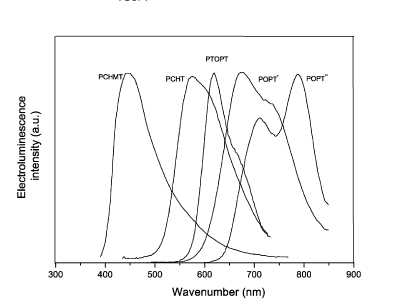 PTOPT
PCHMT
PCHT
POPT'
POPT''
Electroluminescence
intensity (a.u.)
300 400 500 600 700 800 900
Wavenumber (nm)